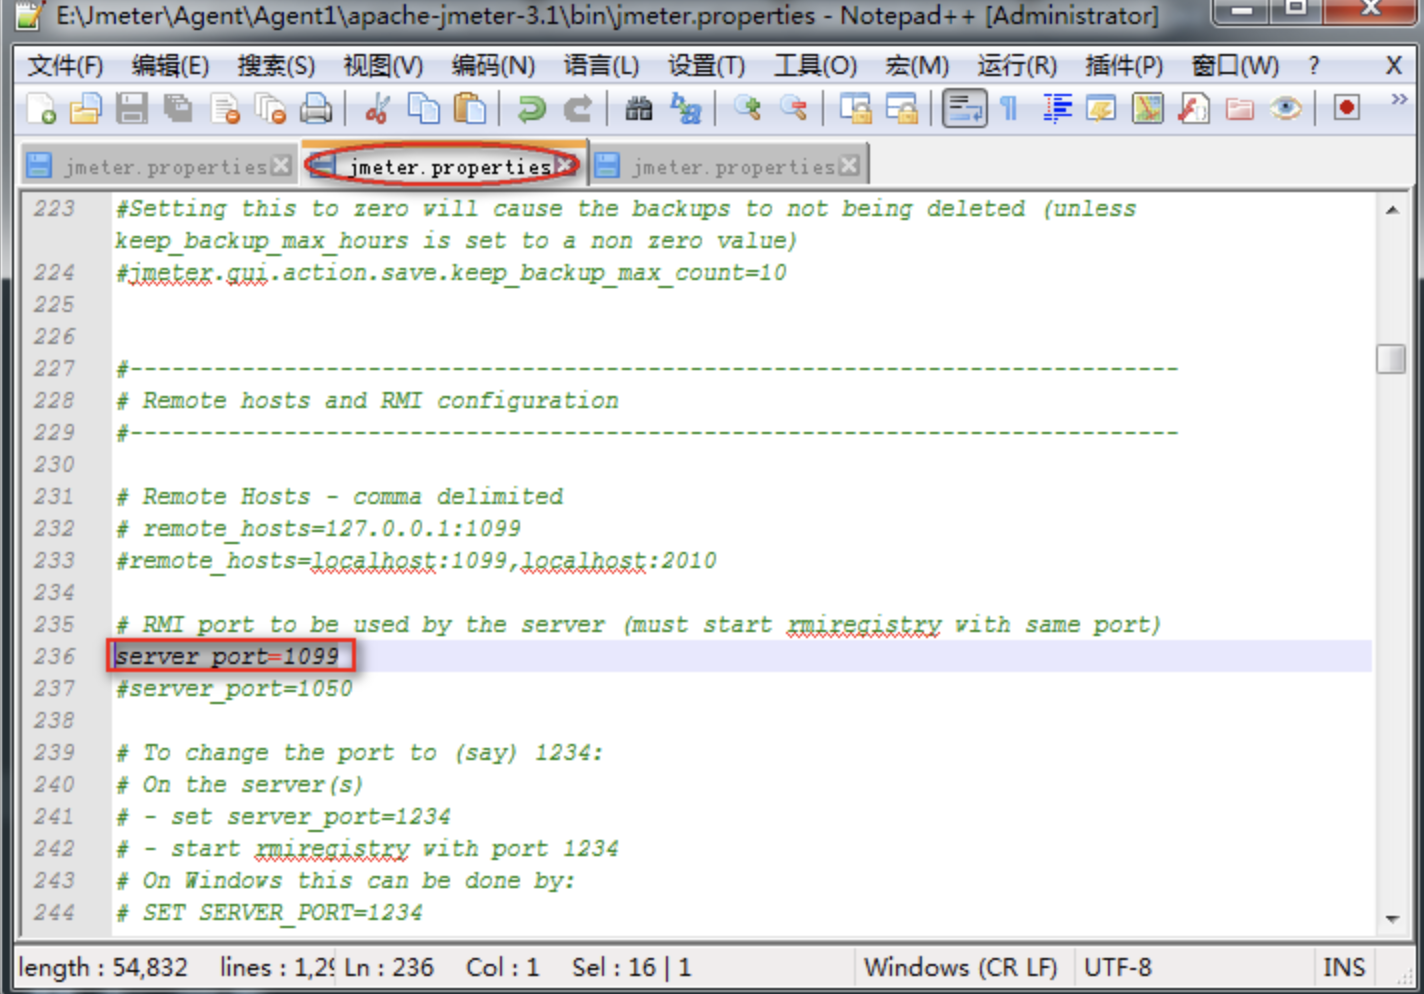 E:\Jmeter\Agent\Agent1\apache-jmeter-3.1\bin\jmeter.properties - Notepad++ [Administrator]
文件(F) 编辑(E) 搜索(S) 视图(V) 编码(N) 语言(L) 设置(T) 工具(O) 宏(M) 运行(R) 插件(P) 窗口(W) ? X
jmeter.properties jmeter.properties jmeter.properties
223 #Setting this to zero will cause the backups to not being deleted (unless
keep_backup_max_hours is set to a non zero value)
224 #jmeter.gui.action.save.keep_backup_max_count=10
225
226
227 #--------------------------------------------------------------------------------
228 # Remote hosts and RMI configuration
229 #--------------------------------------------------------------------------------
230
231 # Remote Hosts - comma delimited
232 # remote_hosts=127.0.0.1:1099
233 #remote_hosts=localhost:1099,localhost:2010
234
235 # RMI port to be used by the server (must start rmiregistry with same port)
236 server_port=1099
237 #server_port=1050
238
239 # To change the port to (say) 1234:
240 # On the server(s)
241 # - set server_port=1234
242 # - start rmiregistry with port 1234
243 # On Windows this can be done by:
244 # SET SERVER_PORT=1234
length : 54,832 lines : 1,29 Ln : 236 Col : 1 Sel : 16 | 1 Windows (CR LF) UTF-8 INS